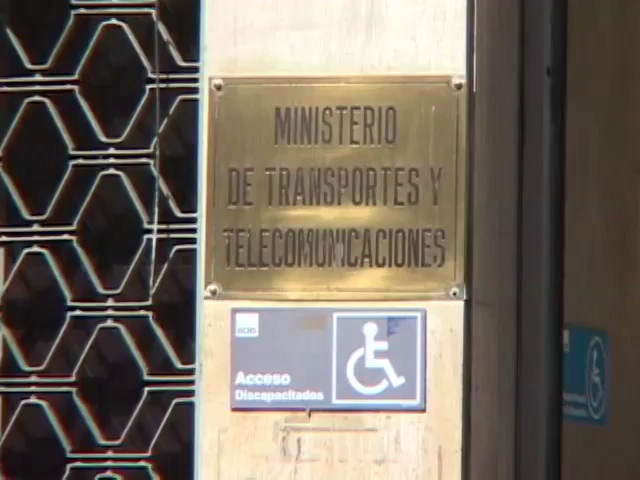 MINISTERIO
DE TRANSPORTES Y
TELECOMUNICACIONES
Acceso
Discapacitados